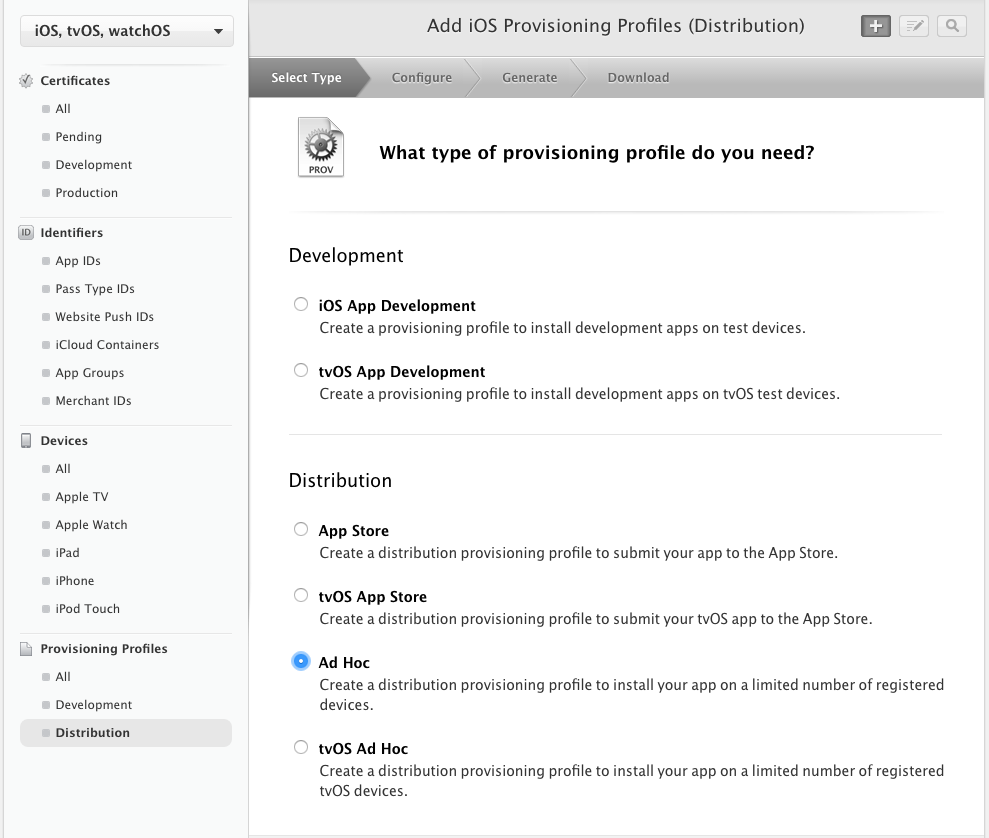 iOS, tvOS, watchOS
Certificates
All
Pending
Development
Production
ID Identifiers
App IDs
Pass Type IDs
Website Push IDs
iCloud Containers
App Groups
Merchant IDs
Devices
All
Apple TV
Apple Watch
iPad
iPhone
iPod Touch
Provisioning Profiles
All
Development
Distribution
Add iOS Provisioning Profiles (Distribution)
Select Type Configure Generate Download
PROV
What type of provisioning profile do you need?
Development
iOS App Development
Create a provisioning profile to install development apps on test devices.
tvOS App Development
Create a provisioning profile to install development apps on tvOS test devices.
Distribution
App Store
Create a distribution provisioning profile to submit your app to the App Store.
tvOS App Store
Create a distribution provisioning profile to submit your tvOS app to the App Store.
Ad Hoc
Create a distribution provisioning profile to install your app on a limited number of registered
devices.
tvOS Ad Hoc
Create a distribution provisioning profile to install your app on a limited number of registered
tvOS devices.